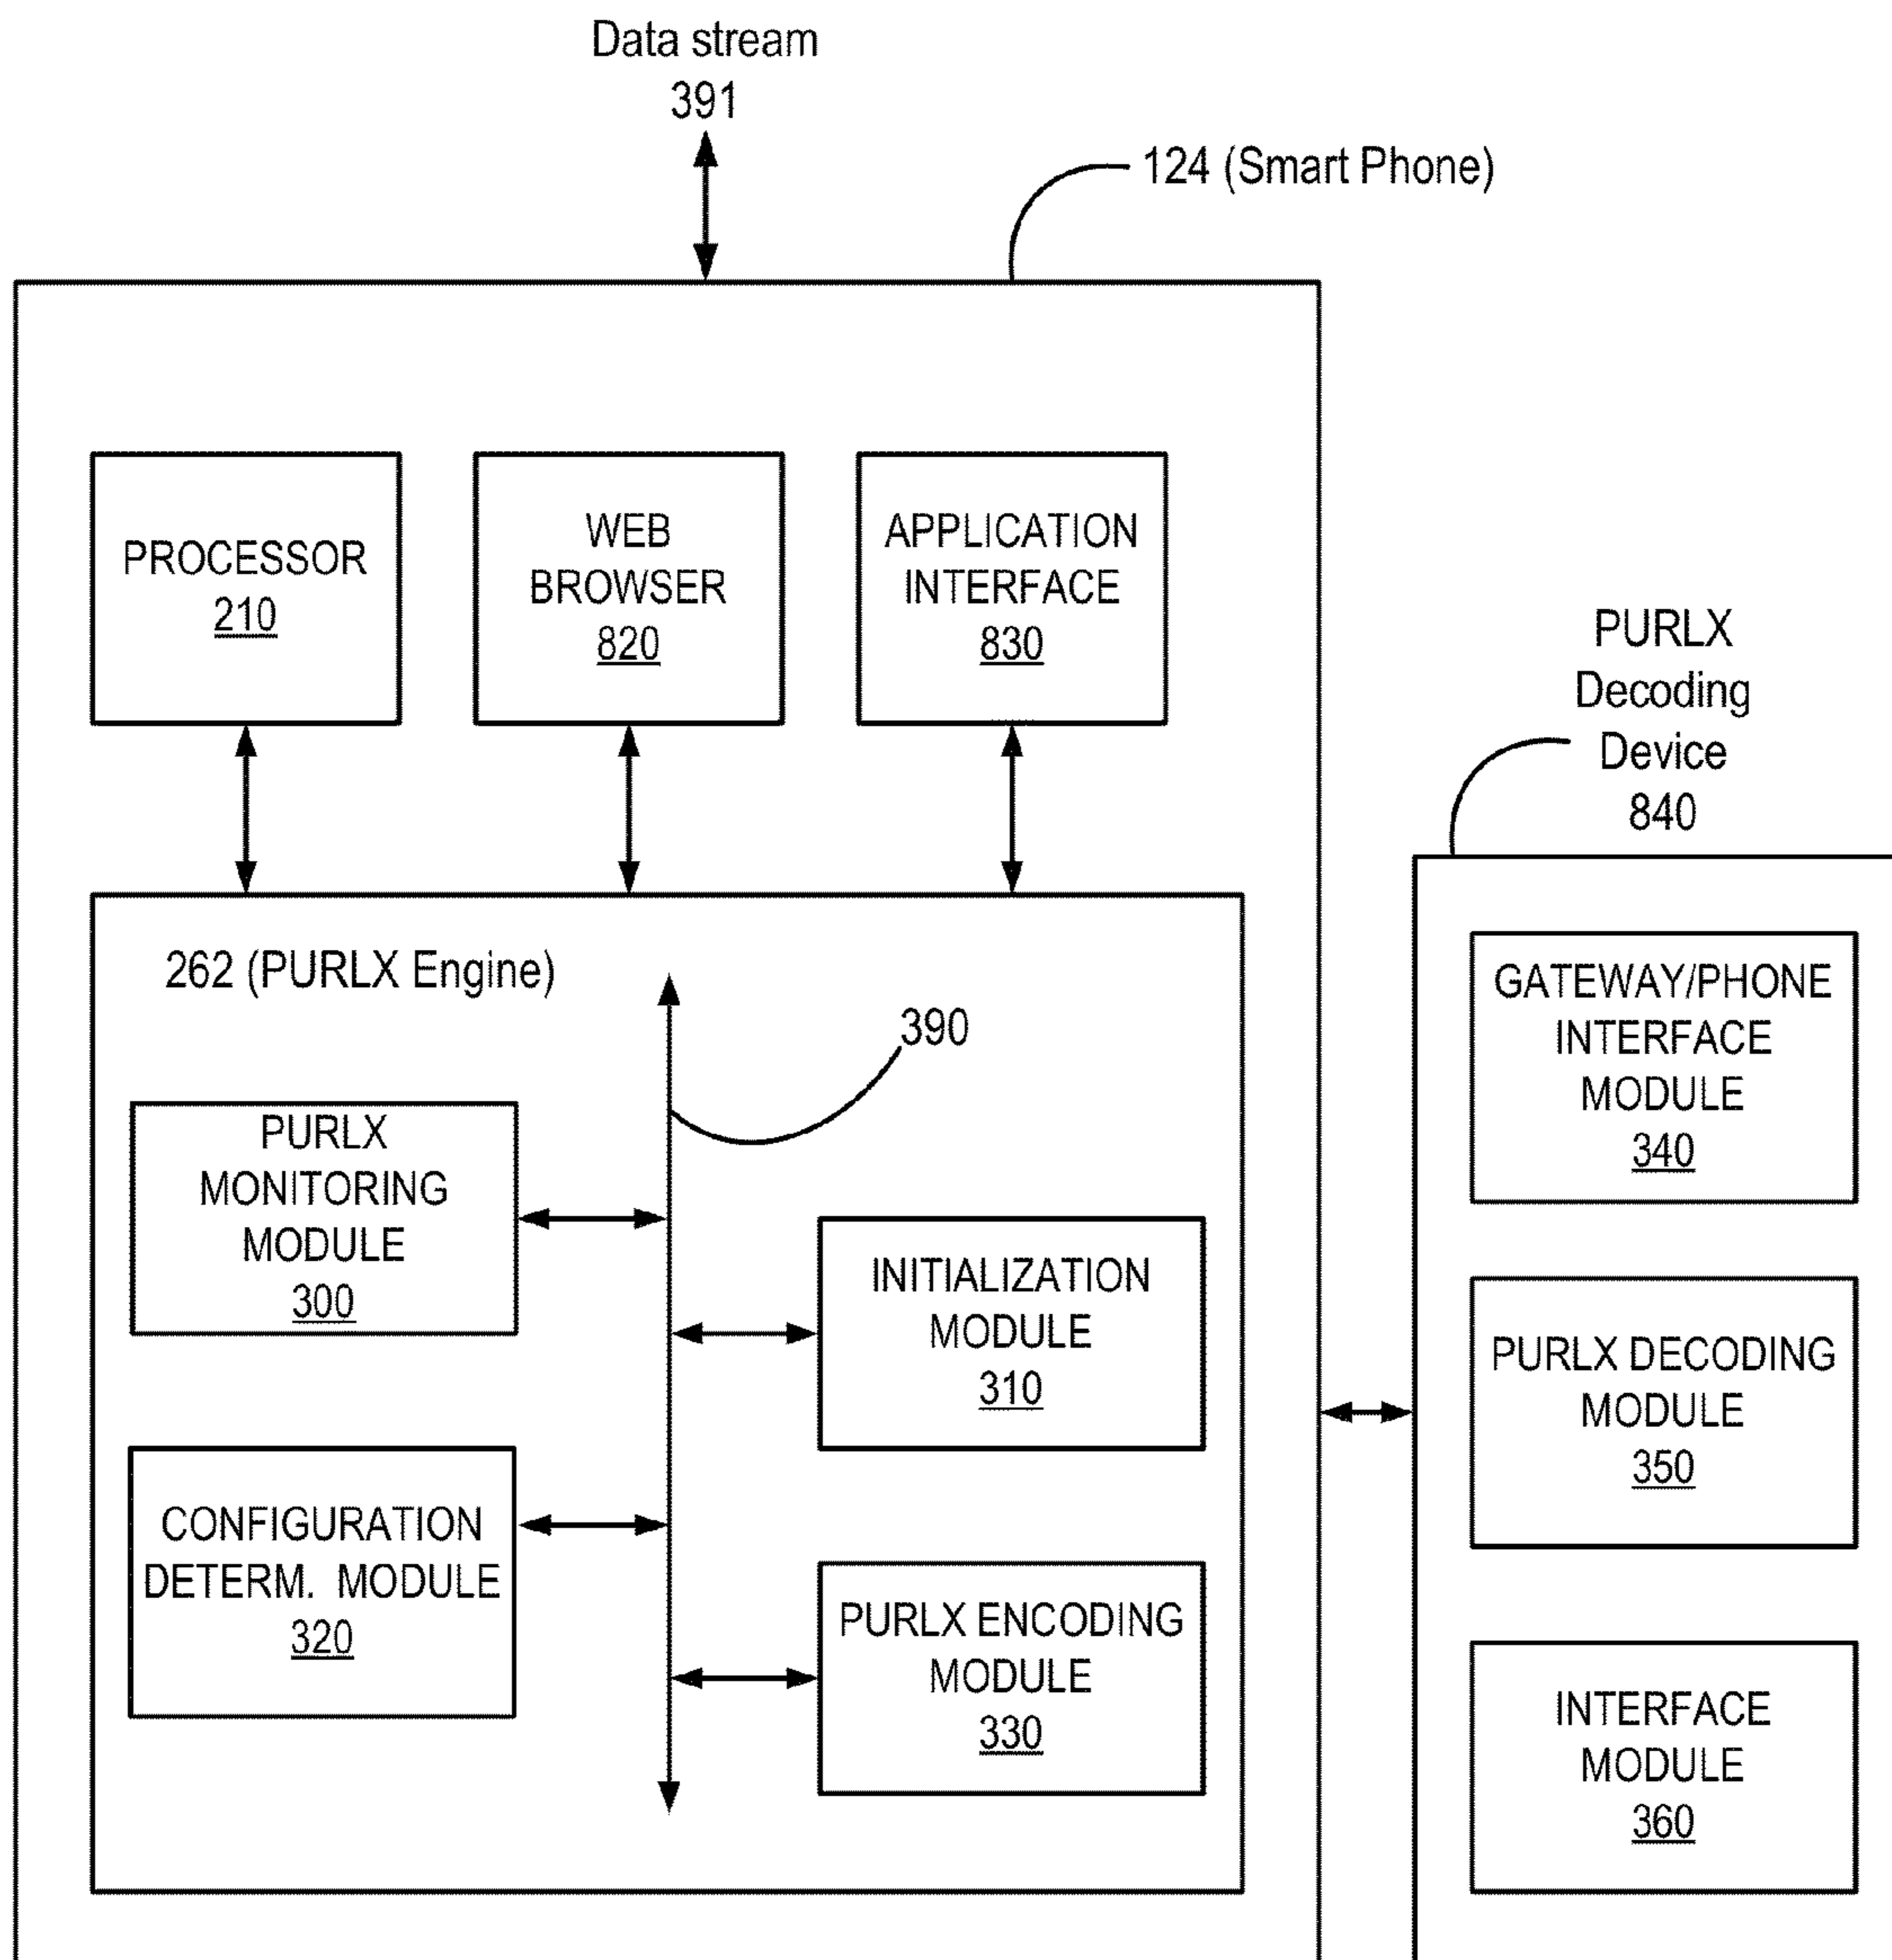 Data stream
391
124 (Smart Phone)
PROCESSOR
210
WEB
BROWSER
820
APPLICATION
INTERFACE
830
PURLX
Decoding
Device
840
262 (PURLX Engine)
390
PURLX
MONITORING
MODULE
300
INITIALIZATION
MODULE
310
CONFIGURATION
DETERM. MODULE
320
PURLX ENCODING
MODULE
330
GATEWAY/PHONE
INTERFACE
MODULE
340
PURLX DECODING
MODULE
350
INTERFACE
MODULE
360